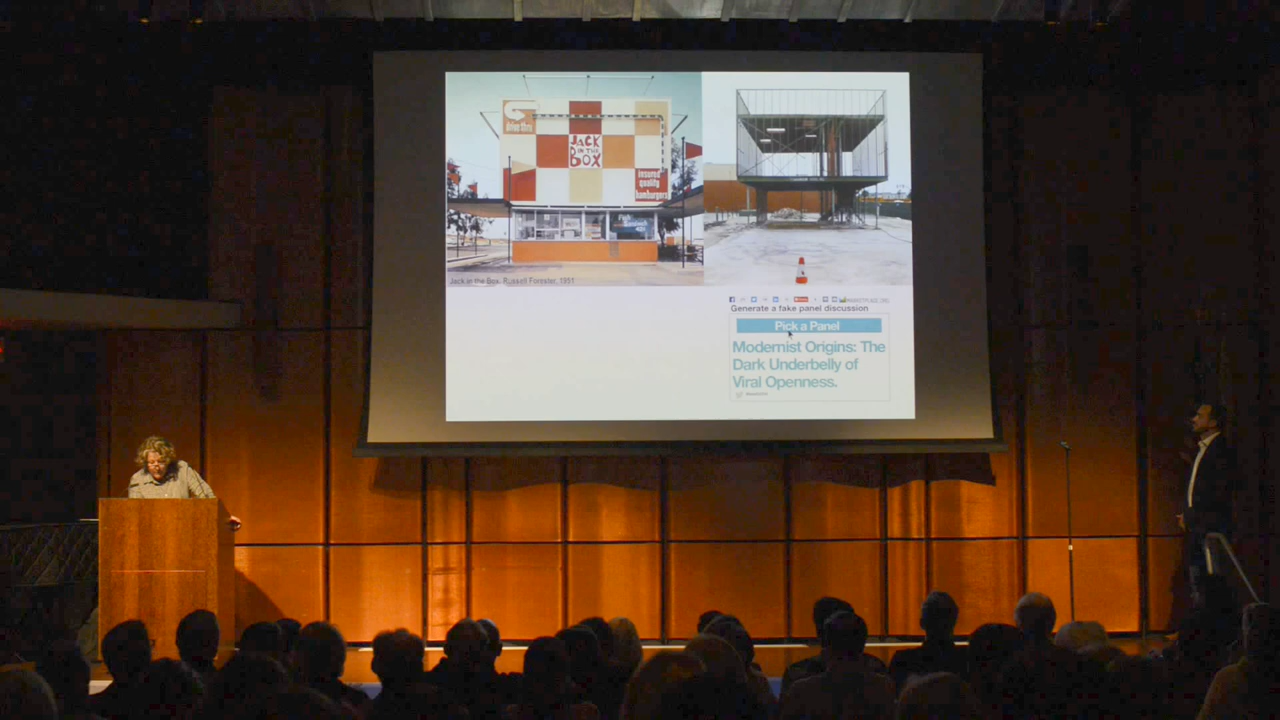 drive thru
JACK
IN THE
BOX
insured
quality
hamburgers
Jack in the Box, Russell Forester, 1951
Generate a fake panel discussion
Pick a Panel
Modernist Origins: The
Dark Underbelly of
Viral Openness.